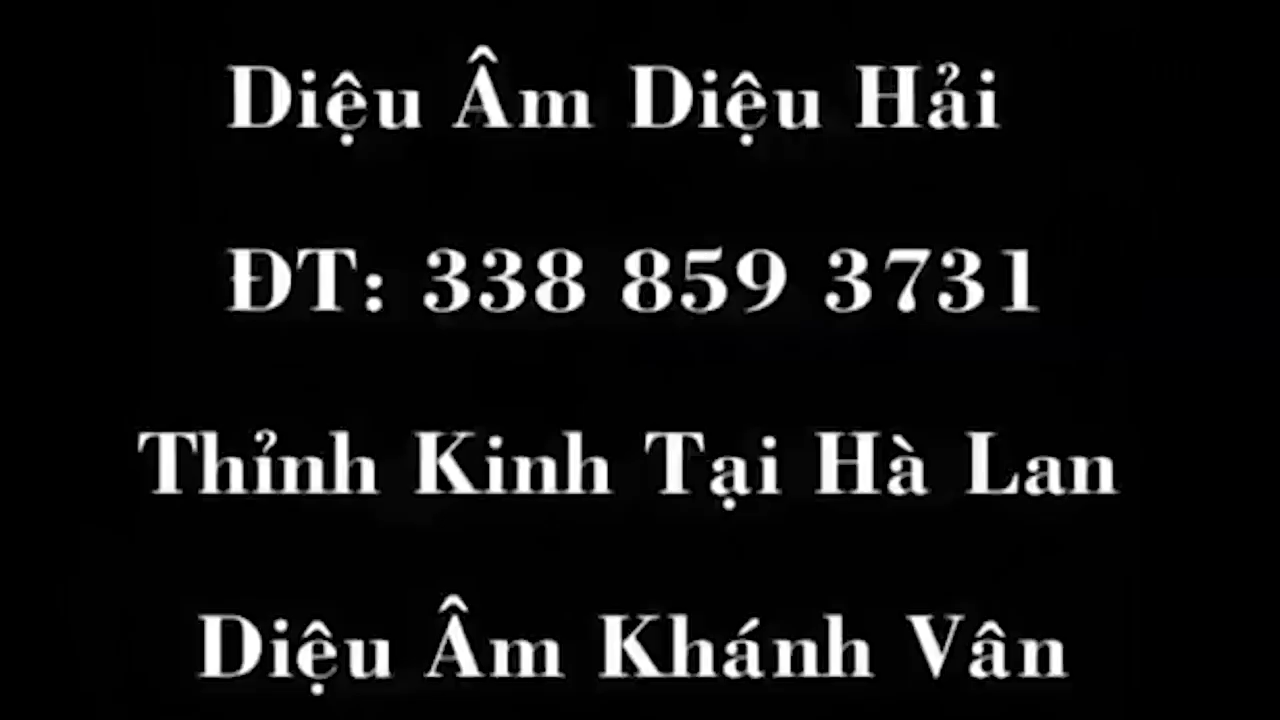 Diệu Âm Diệu Hải
ĐT: 338 859 3731
Thỉnh Kinh Tại Hà Lan
Diệu Âm Khánh Vân